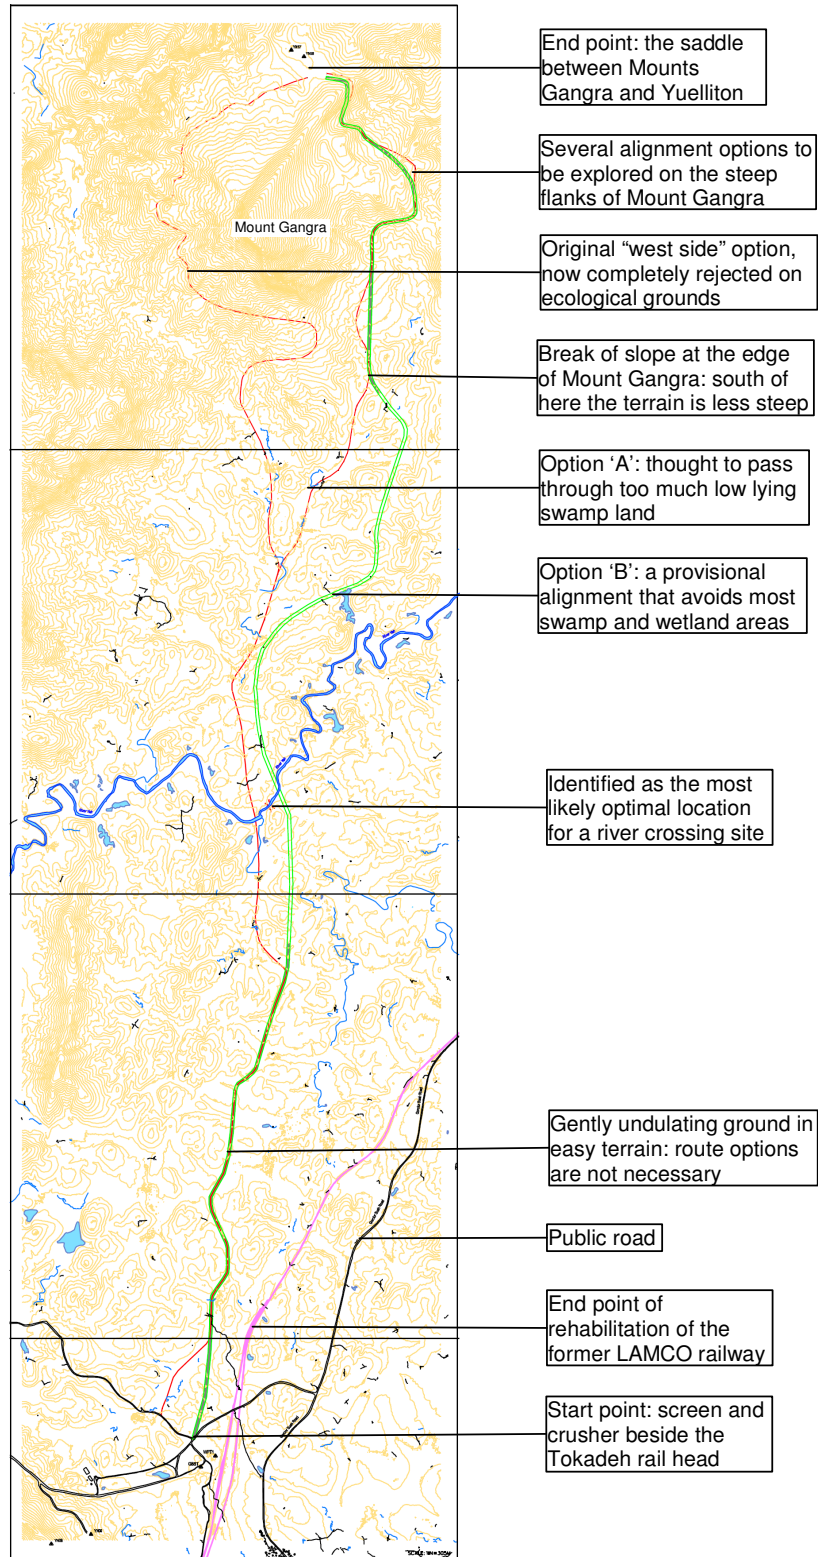 End point: the saddle
between Mounts
Gangra and Yuelliton
Several alignment options to
be explored on the steep
flanks of Mount Gangra
Mount Gangra
Original “west side” option,
now completely rejected on
ecological grounds
Break of slope at the edge
of Mount Gangra: south of
here the terrain is less steep
Option ‘A’: thought to pass
through too much low lying
swamp land
Option ‘B’: a provisional
alignment that avoids most
swamp and wetland areas
Identified as the most
likely optimal location
for a river crossing site
Gently undulating ground in
easy terrain: route options
are not necessary
Public road
End point of
rehabilitation of the
former LAMCO railway
Start point: screen and
crusher beside the
Tokadeh rail head